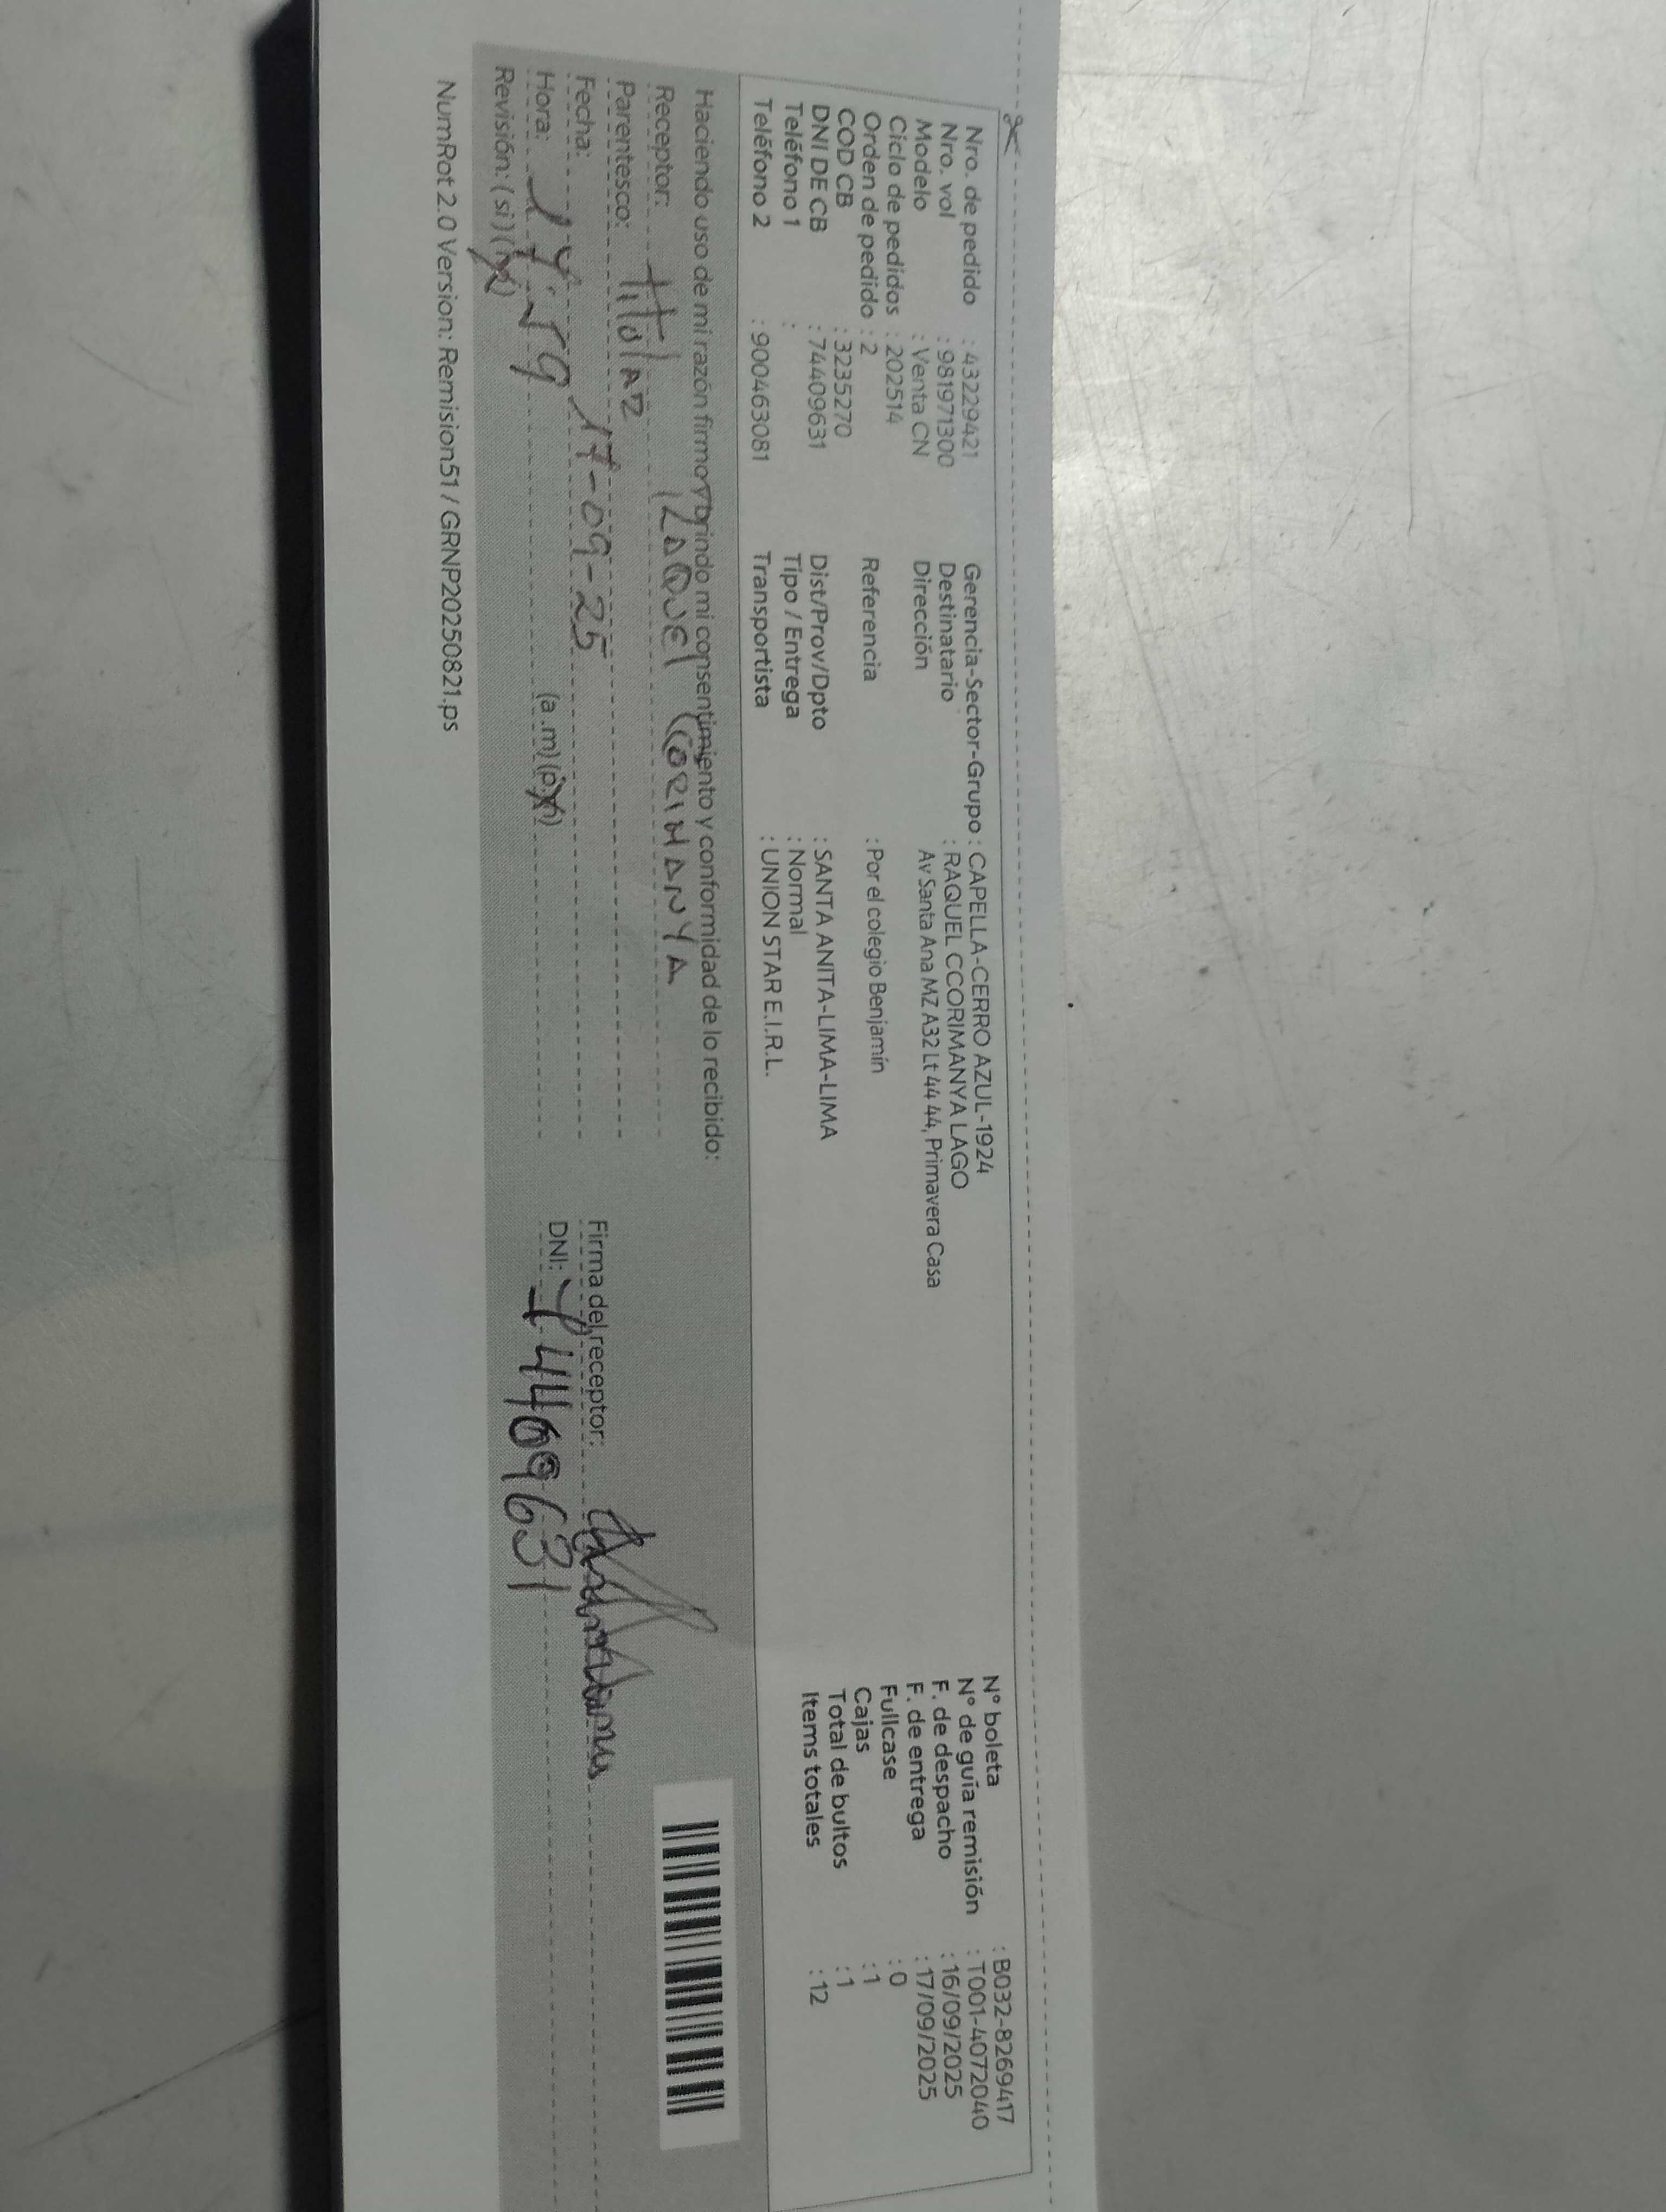 Nro. de pedido : 43229421
Nro. vol : 981971300
Modelo : Venta CN
Ciclo de pedidos : 202514
Orden de pedido : 2
COD CB : 3235270
DNI DE CB : 74409631
Teléfono 1 :
Teléfono 2 : 900463081
Gerencia-Sector-Grupo : CAPELLA-CERRO AZUL-1924
Destinatario : RAQUEL CCORIMANYA LAGO
Dirección Av Santa Ana MZ A32 Lt 44 44, Primavera Casa
Referencia : Por el colegio Benjamín
Dist/Prov/Dpto : SANTA ANITA-LIMA-LIMA
Tipo / Entrega : Normal
Transportista : UNION STAR E.I.R.L.
N° boleta : B032-8269417
N° de guía remisión : T001-4072040
F. de despacho : 16/09/2025
F. de entrega : 17/09/2025
Fullcase : 0
Cajas : 1
Total de bultos : 1
Items totales : 12
Haciendo uso de mi razón firmo y brindo mi consentimiento y conformidad de lo recibido:
Receptor: RAQUEL CCORIMANYA
Parentesco: titular
Fecha: 17-09-25
Hora: (a.m) (p.m)
Revisión: (si) (no)
Firma del receptor:
DNI: 74409631
NumRot 2.0 Version: Remision51 / GRNP20250821.ps